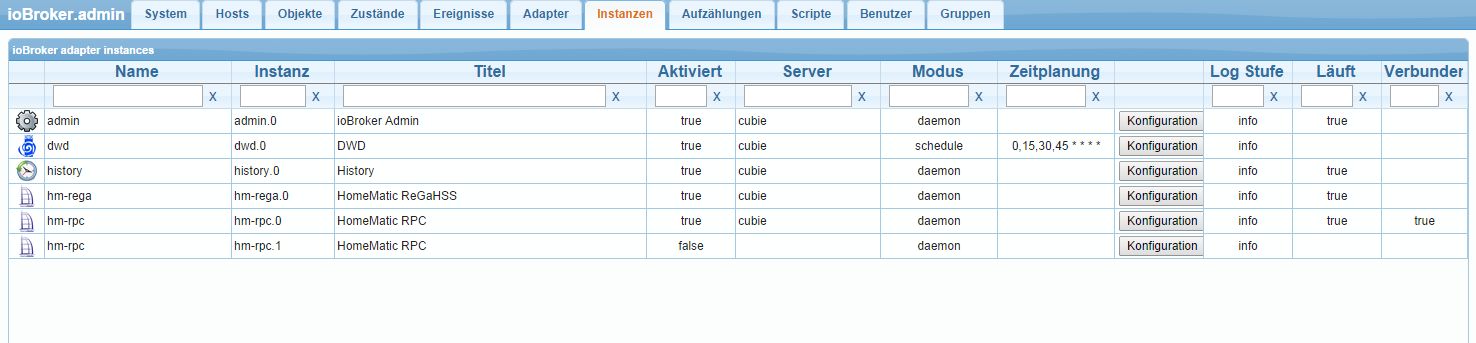 ioBroker.admin System Hosts Objekte Zustände Ereignisse Adapter Instanzen Aufzählungen Scripte Benutzer Gruppen
ioBroker adapter instances
Name Instanz Titel Aktiviert Server Modus Zeitplanung Log Stufe Läuft Verbunden
X X X X X X X X X X
admin admin.0 ioBroker Admin true cubie daemon Konfiguration info true
dwd dwd.0 DWD true cubie schedule 0,15,30,45 * * * * Konfiguration info
history history.0 History true cubie daemon Konfiguration info true
hm-rega hm-rega.0 HomeMatic ReGaHSS true cubie daemon Konfiguration info true
hm-rpc hm-rpc.0 HomeMatic RPC true cubie daemon Konfiguration info true true
hm-rpc hm-rpc.1 HomeMatic RPC false daemon Konfiguration info